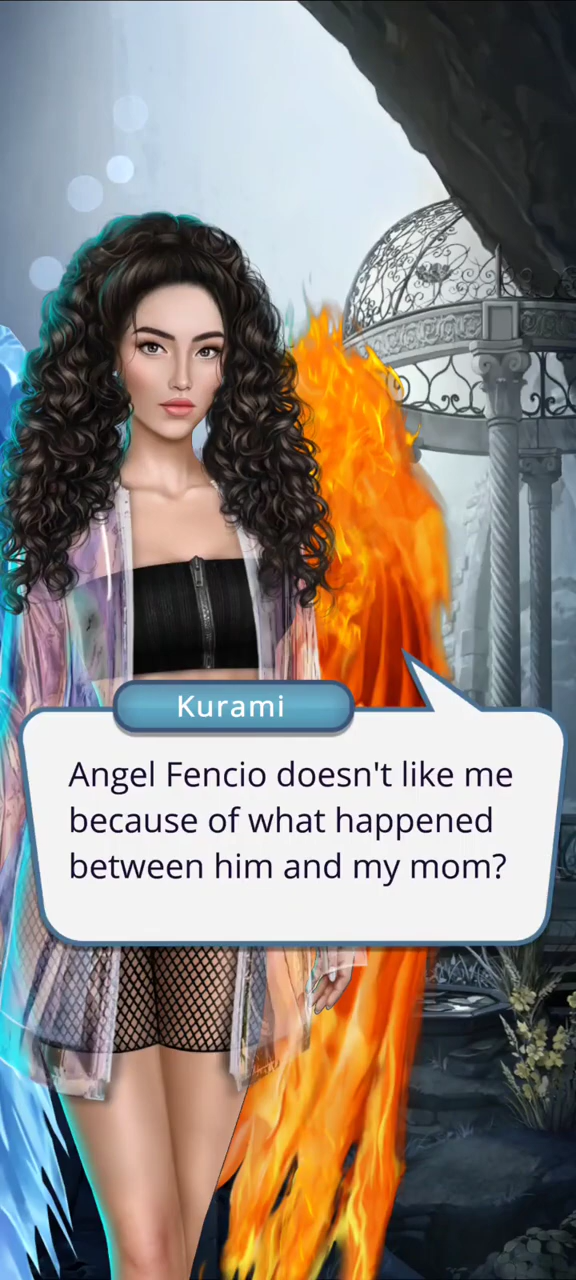 Kurami
Angel Fencio doesn't like me
because of what happened
between him and my mom?